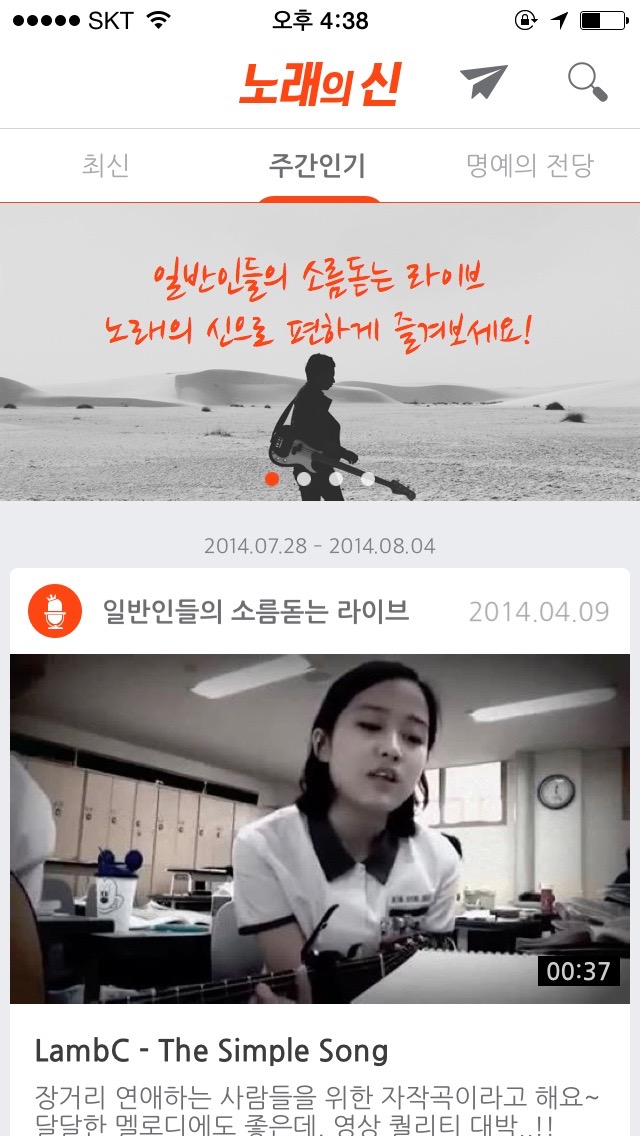 SKT 오후 4:38
노래의 신
최신 주간인기 명예의 전당
일반인들의 소름돋는 라이브
노래의 신으로 편하게 즐겨보세요!
2014.07.28 - 2014.08.04
일반인들의 소름돋는 라이브 2014.04.09
00:37
LambC - The Simple Song
장거리 연애하는 사람들을 위한 자작곡이라고 해요~
달달한 멜로디에도 좋은데, 영상 퀄리티 대박..!!